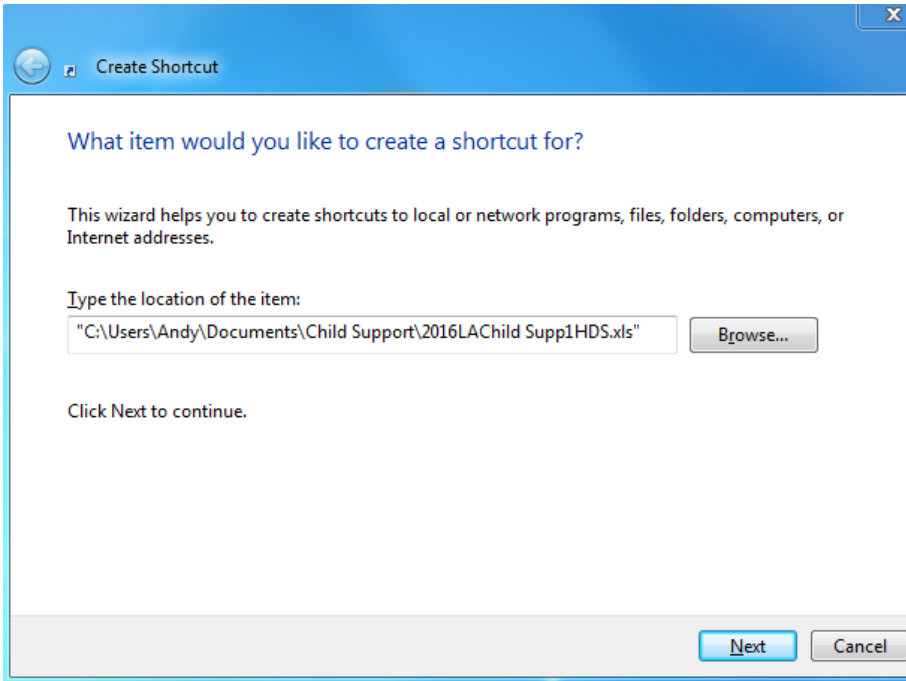 Create Shortcut
What item would you like to create a shortcut for?
This wizard helps you to create shortcuts to local or network programs, files, folders, computers, or
Internet addresses.
Type the location of the item:
"C:\Users\Andy\Documents\Child Support\2016LAChild Supp1HDS.xls"
Browse...
Click Next to continue.
Next
Cancel